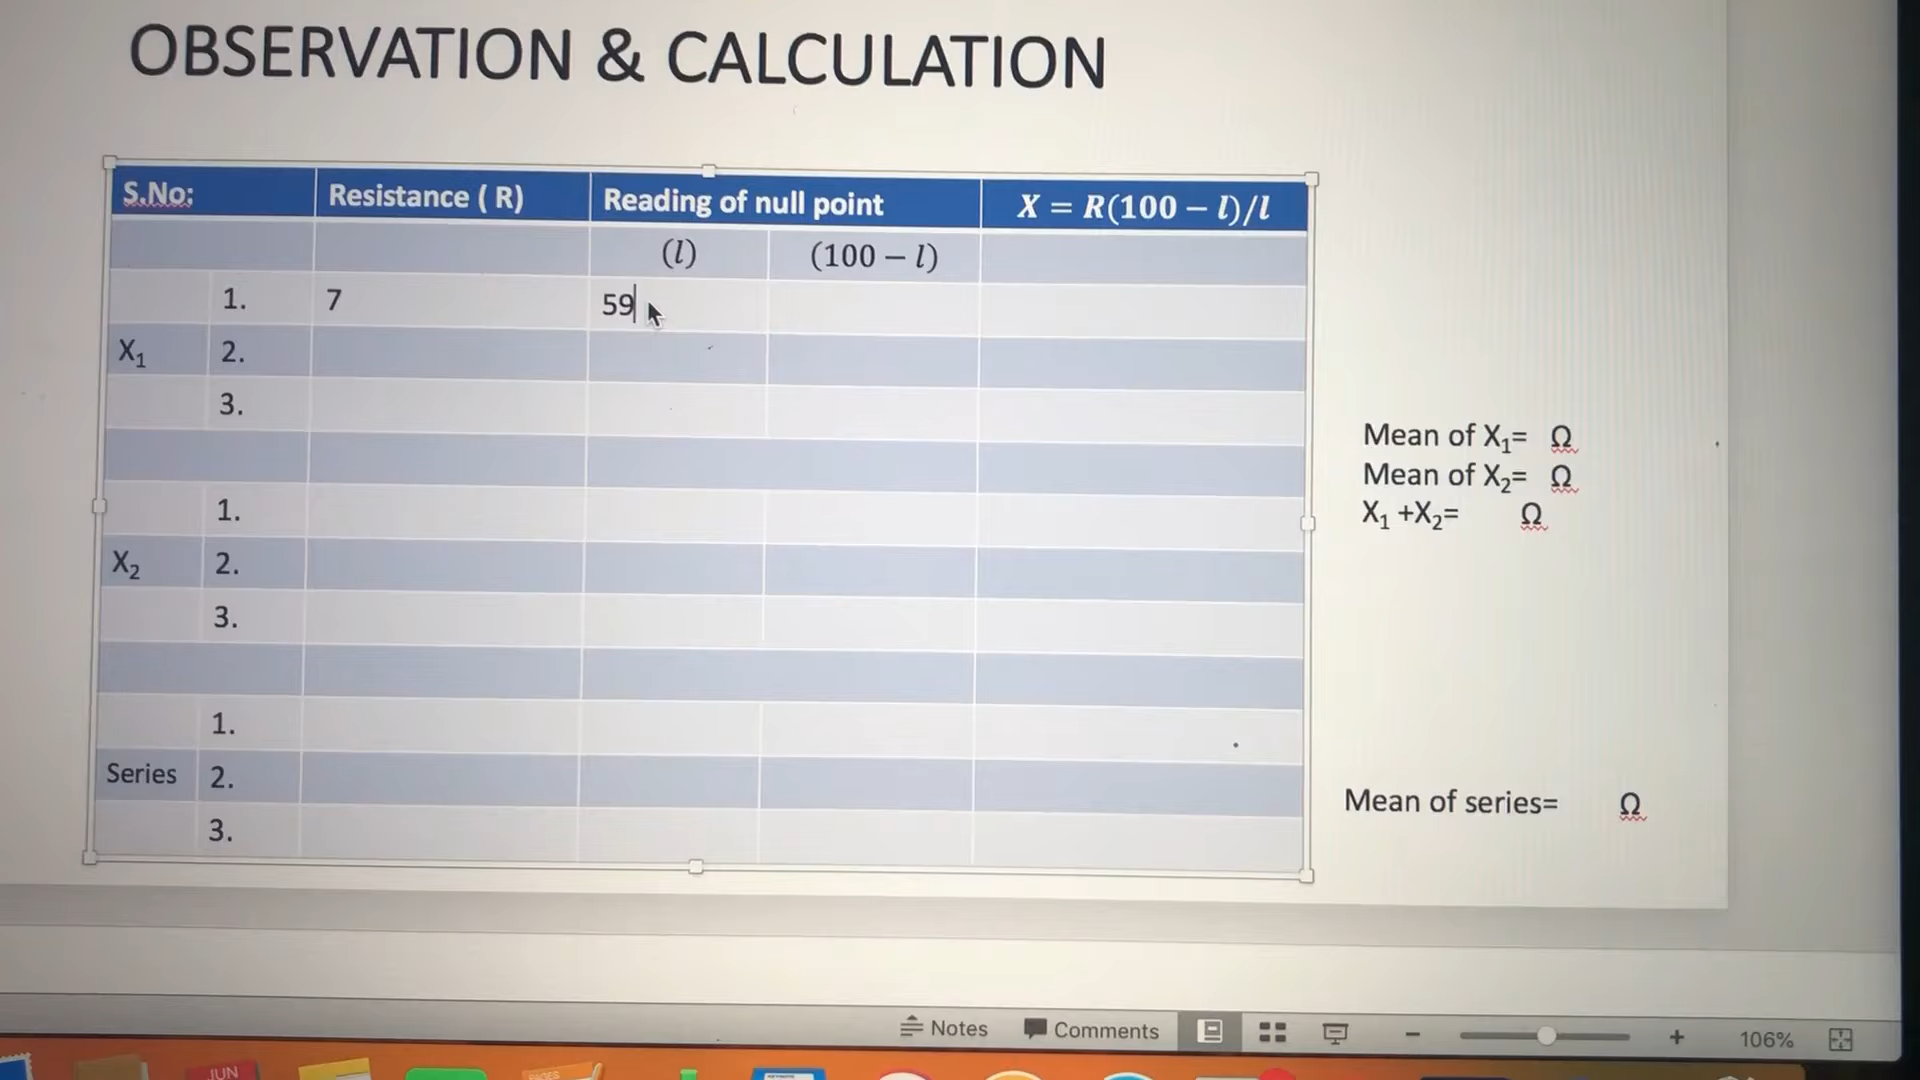 OBSERVATION & CALCULATION
S.No: Resistance ( R) Reading of null point X = R(100 − l)/l
(l) (100 − l)
1. 7 59
X₁ 2.
3.
Mean of X₁= Ω
Mean of X₂= Ω
X₁ +X₂= Ω
1.
X₂ 2.
3.
1.
Series 2.
3.
Mean of series= Ω
Notes Comments 106%
JUN PAGES